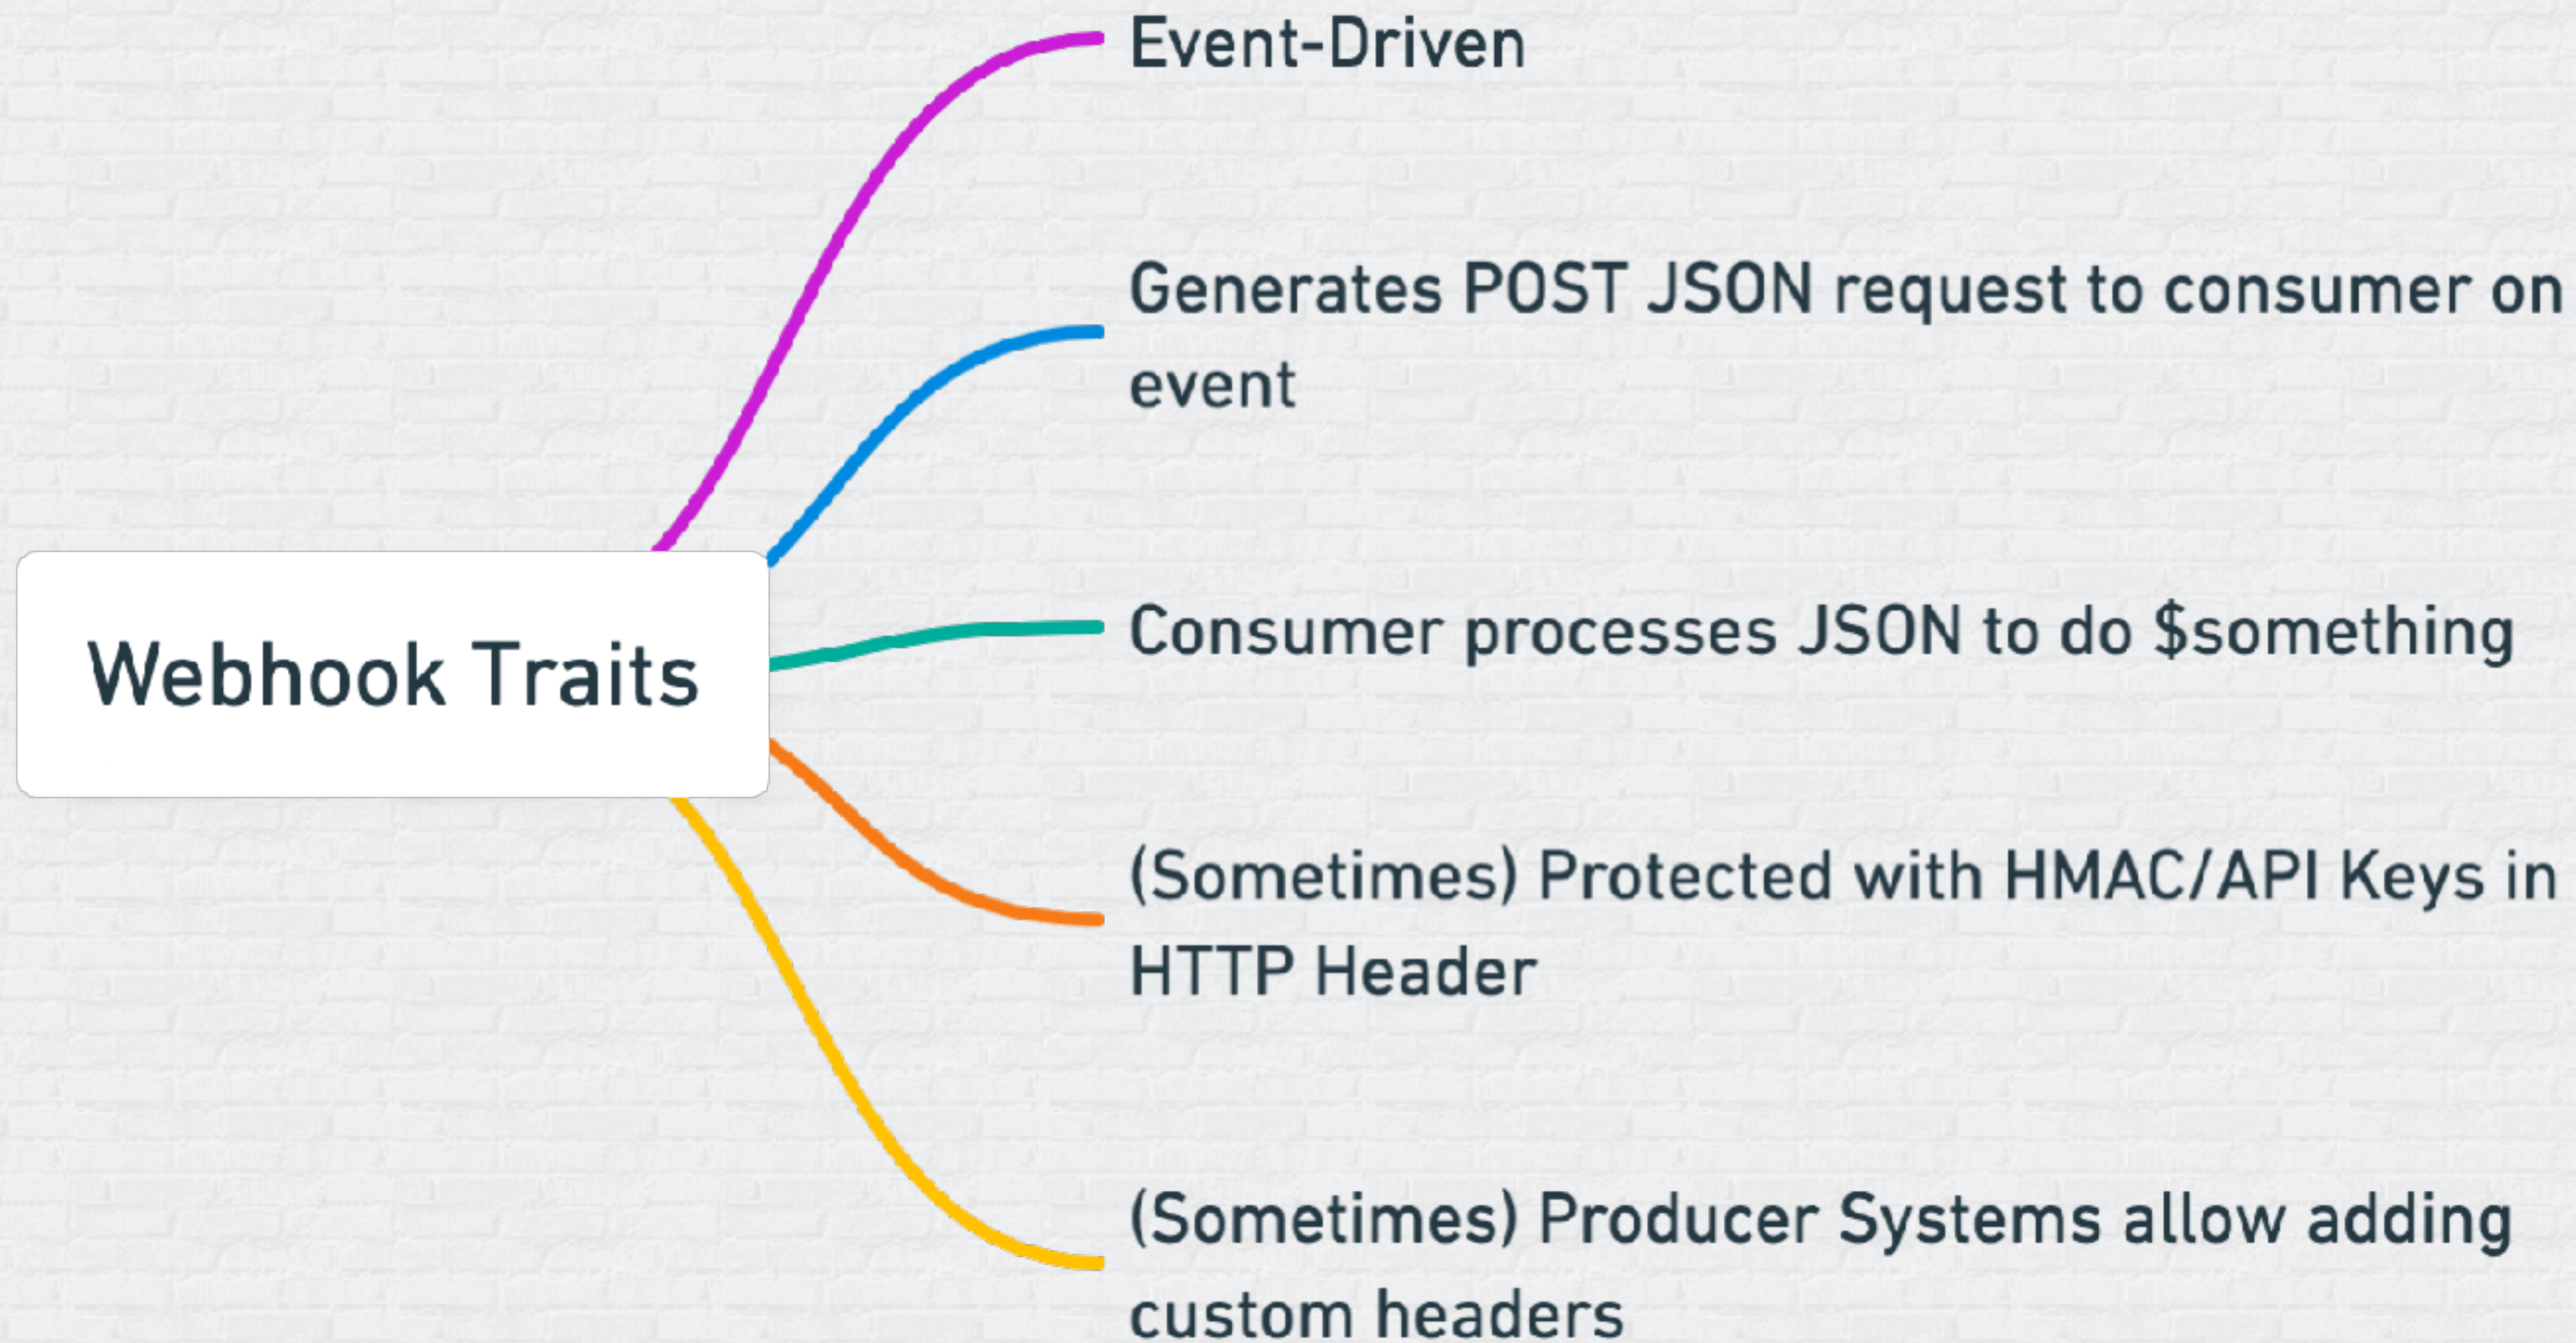 Event-Driven
Generates POST JSON request to consumer on
event
Webhook Traits
Consumer processes JSON to do $something
(Sometimes) Protected with HMAC/API Keys in
HTTP Header
(Sometimes) Producer Systems allow adding
custom headers